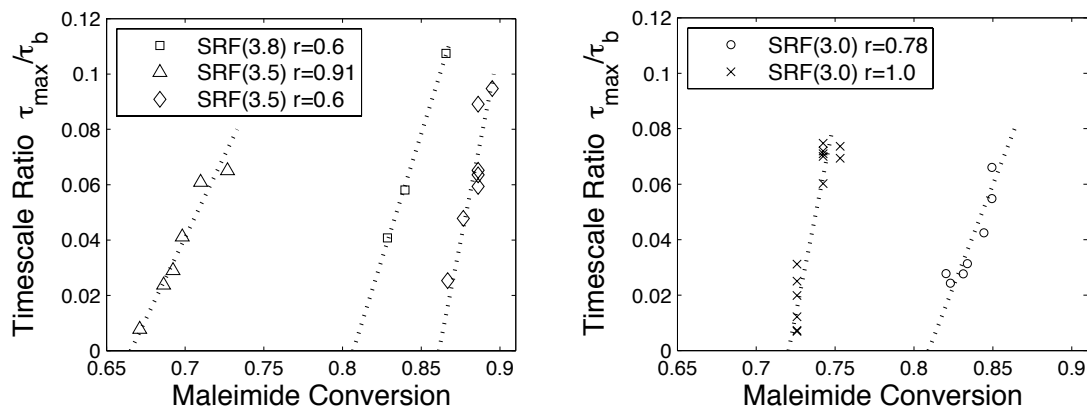 0.12
0.1
0.08
0.06
0.04
0.02
0
Timescale Ratio τmax/τb
SRF(3.8) r=0.6
SRF(3.5) r=0.91
SRF(3.5) r=0.6
0.65 0.7 0.75 0.8 0.85 0.9
Maleimide Conversion
0.12
0.1
0.08
0.06
0.04
0.02
0
Timescale Ratio τmax/τb
SRF(3.0) r=0.78
SRF(3.0) r=1.0
0.65 0.7 0.75 0.8 0.85 0.9
Maleimide Conversion